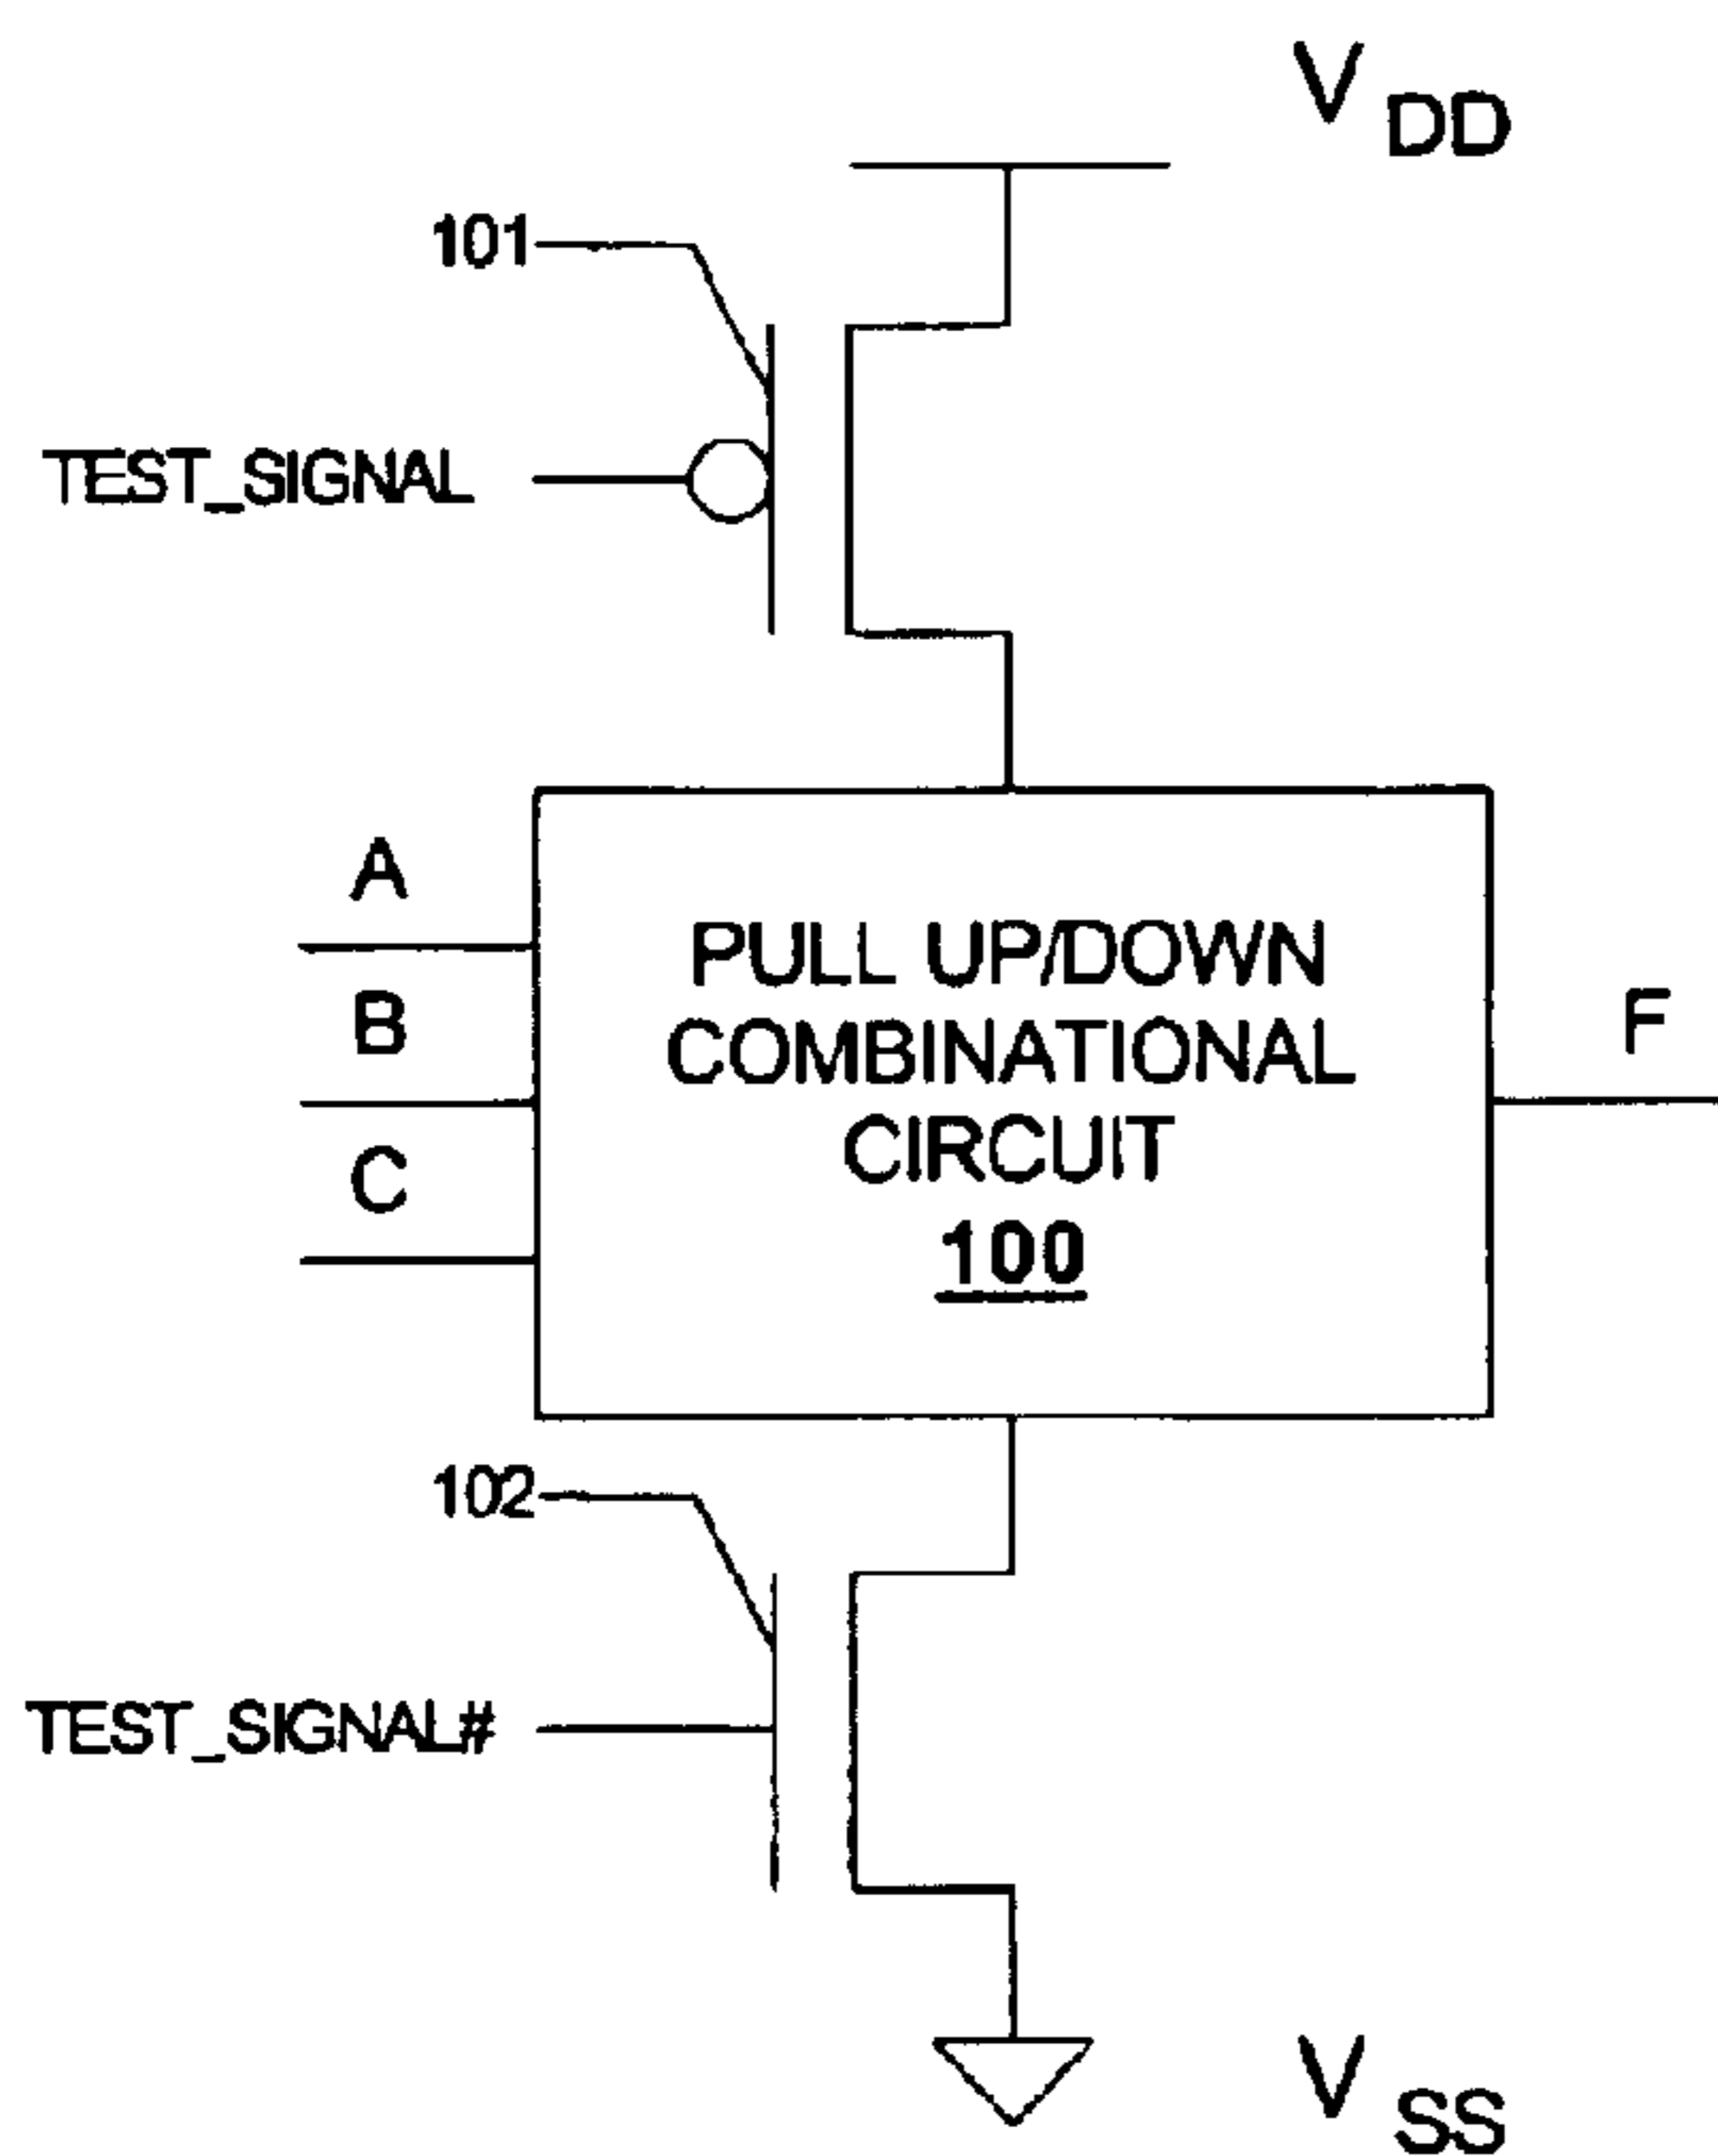 V DD
101
TEST_SIGNAL
A
B
C
PULL UP/DOWN
COMBINATIONAL
CIRCUIT
100
F
102
TEST_SIGNAL#
V SS